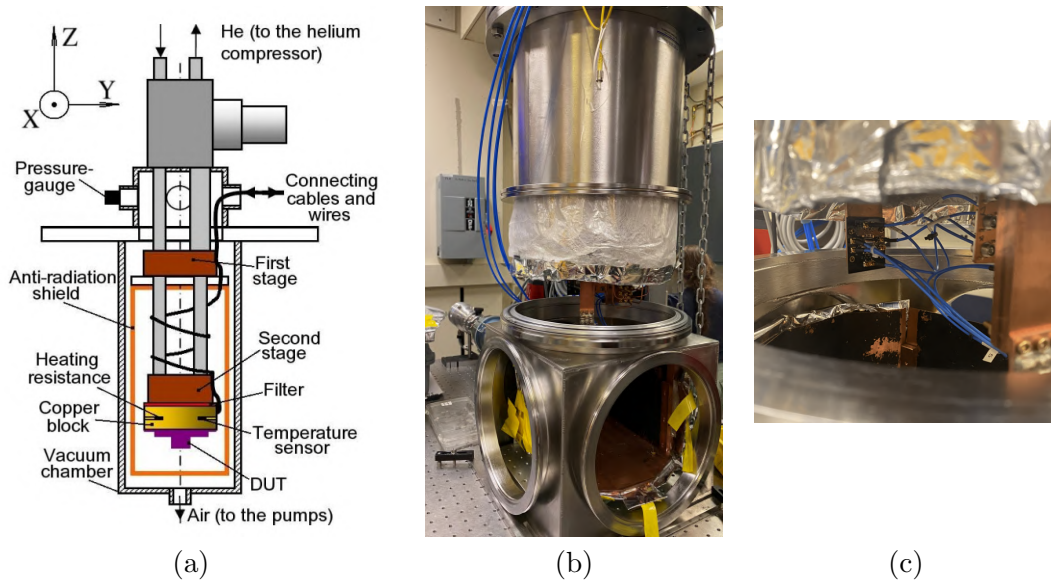 He (to the helium
compressor)
Z
Y
X
Pressure-
gauge
Connecting
cables and
wires
First
stage
Anti-radiation
shield
Second
stage
Heating
resistance
Filter
Copper
block
Temperature
sensor
Vacuum
chamber
DUT
Air (to the pumps)
(a)
(b)
(c)